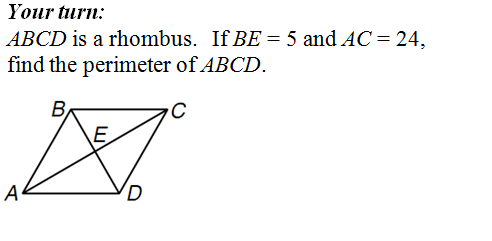 Your turn:
ABCD is a rhombus. If BE = 5 and AC = 24,
find the perimeter of ABCD.
B C
E
A D